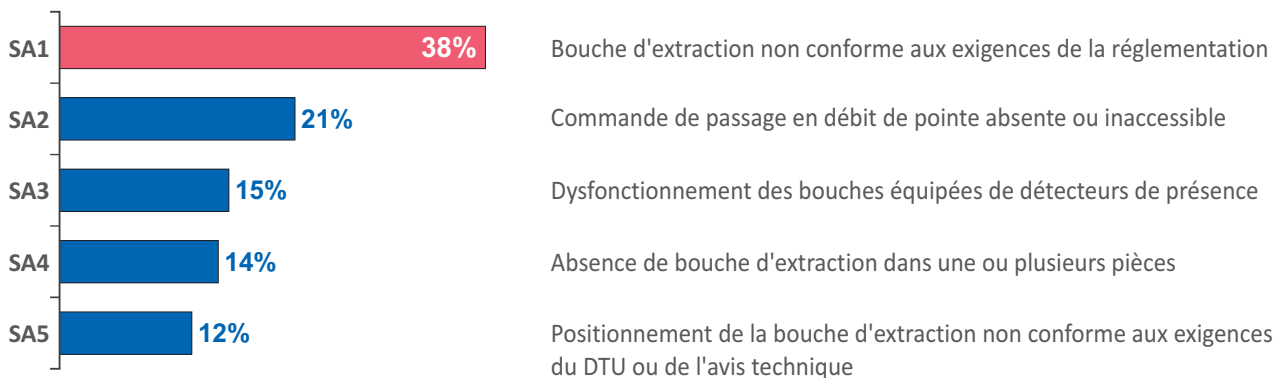 SA1 38% Bouche d'extraction non conforme aux exigences de la réglementation
SA2 21% Commande de passage en débit de pointe absente ou inaccessible
SA3 15% Dysfonctionnement des bouches équipées de détecteurs de présence
SA4 14% Absence de bouche d'extraction dans une ou plusieurs pièces
SA5 12% Positionnement de la bouche d'extraction non conforme aux exigences
du DTU ou de l'avis technique